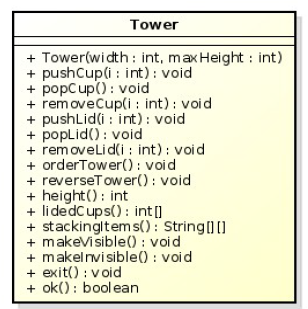 Tower
+ Tower(width : int, maxHeight : int)
+ pushCup(i : int) : void
+ popCup() : void
+ removeCup(i : int) : void
+ pushLid(i : int) : void
+ popLid() : void
+ removeLid(i : int) : void
+ orderTower() : void
+ reverseTower() : void
+ height() : int
+ lidedCups() : int[]
+ stackingItems() : String[][]
+ makeVisible() : void
+ makeInvisible() : void
+ exit() : void
+ ok() : boolean